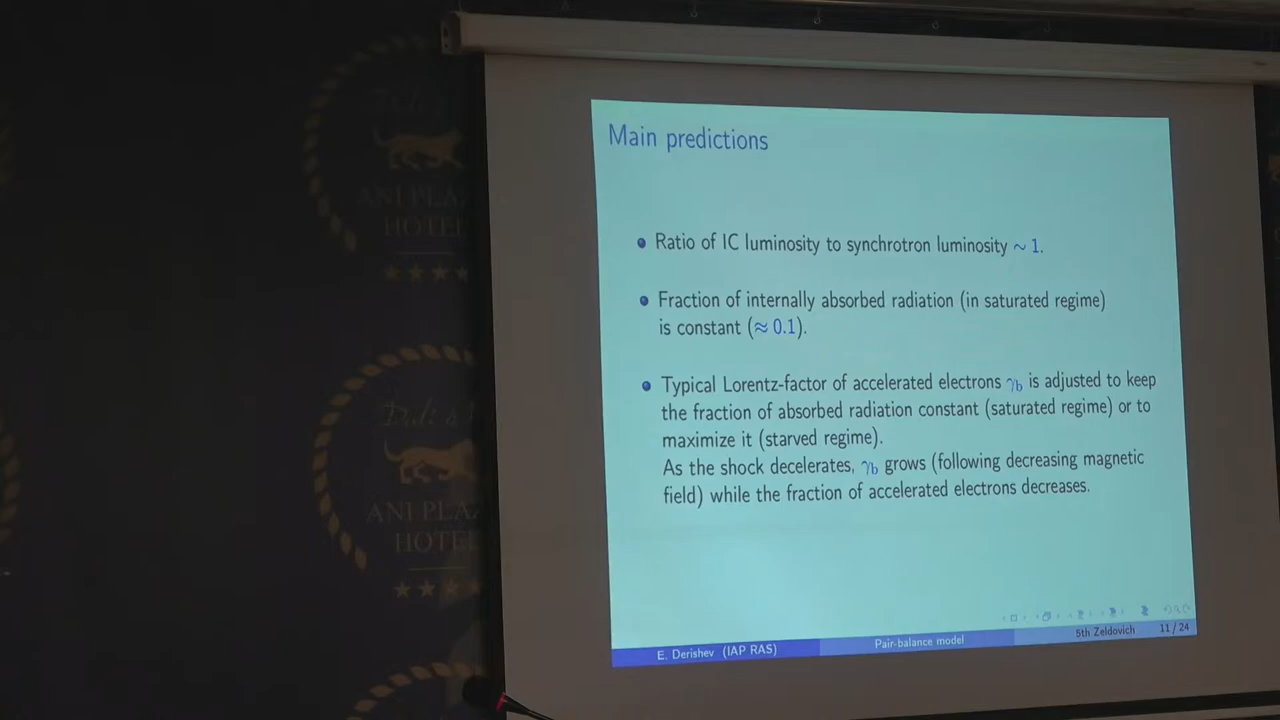 Main predictions
Ratio of IC luminosity to synchrotron luminosity ∼ 1.
Fraction of internally absorbed radiation (in saturated regime)
is constant (≈ 0.1).
Typical Lorentz-factor of accelerated electrons γb is adjusted to keep
the fraction of absorbed radiation constant (saturated regime) or to
maximize it (starved regime).
As the shock decelerates, γb grows (following decreasing magnetic
field) while the fraction of accelerated electrons decreases.
E. Derishev (IAP RAS)
Pair-balance model
5th Zeldovich
11 / 24
HOTEL
HOTEL